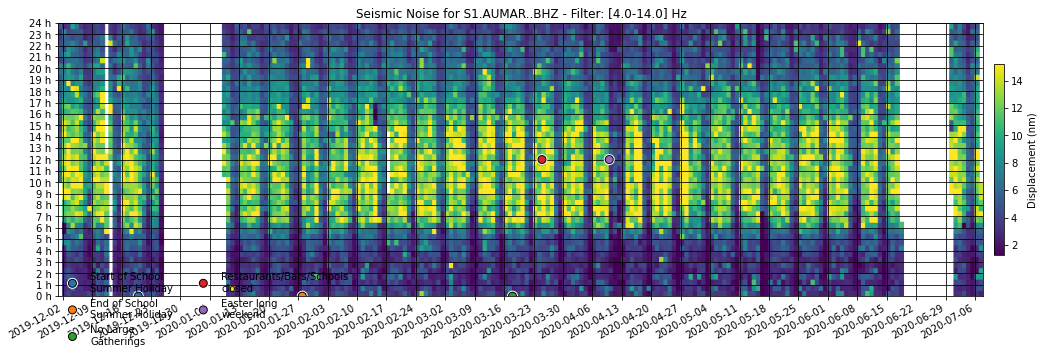 Seismic Noise for S1.AUMAR..BHZ - Filter: [4.0-14.0] Hz
24 h
23 h
22 h
21 h
20 h
19 h
18 h
17 h
16 h
15 h
14 h
13 h
12 h
11 h
10 h
9 h
8 h
7 h
6 h
5 h
4 h
3 h
2 h
1 h
0 h
14
12
10
8
6
4
2
Displacement (nm)
Start of School
Summer Holiday
End of School
Summer Holiday
No large
Gatherings
Restaurants/Bars/Schools
closed
Easter long
weekend
2019-12-02
2020-01-27
2020-02-03
2020-02-10
2020-02-17
2020-02-24
2020-03-02
2020-03-09
2020-03-16
2020-03-23
2020-03-30
2020-04-06
2020-04-13
2020-04-20
2020-04-27
2020-05-04
2020-05-11
2020-05-18
2020-05-25
2020-06-01
2020-06-08
2020-06-15
2020-06-22
2020-06-29
2020-07-06